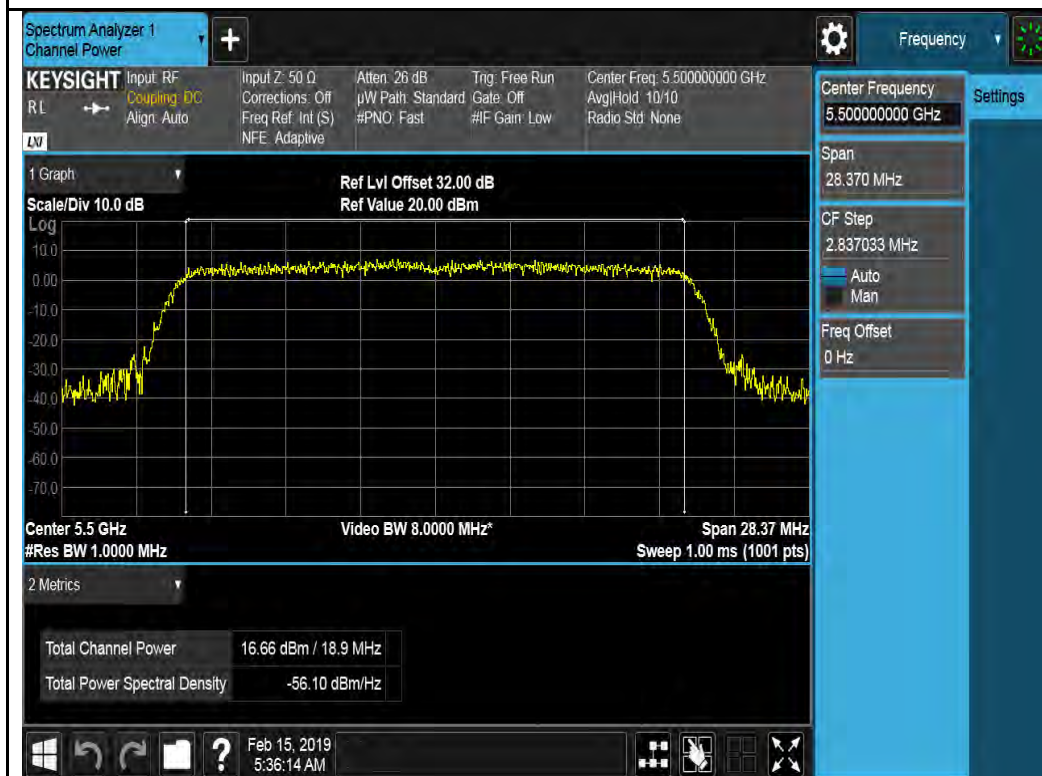 Spectrum Analyzer 1
Channel Power
+
Frequency
KEYSIGHT
RL
LXI
Input: RF
Coupling: DC
Align: Auto
Input Z: 50 Ω
Corrections: Off
Freq Ref: Int (S)
NFE: Adaptive
Atten: 26 dB
µW Path: Standard
#PNO: Fast
Trig: Free Run
Gate: Off
#IF Gain: Low
Center Freq: 5.500000000 GHz
Avg|Hold: 10/10
Radio Std: None
Center Frequency
5.500000000 GHz
Settings
Span
28.370 MHz
CF Step
2.837033 MHz
Auto
Man
Freq Offset
0 Hz
1 Graph
Ref Lvl Offset 32.00 dB
Scale/Div 10.0 dB
Ref Value 20.00 dBm
Log
10.0
0.00
-10.0
-20.0
-30.0
-40.0
-50.0
-60.0
-70.0
Center 5.5 GHz
Video BW 8.0000 MHz*
Span 28.37 MHz
#Res BW 1.0000 MHz
Sweep 1.00 ms (1001 pts)
2 Metrics
Total Channel Power 16.66 dBm / 18.9 MHz
Total Power Spectral Density -56.10 dBm/Hz
?
Feb 15, 2019
5:36:14 AM